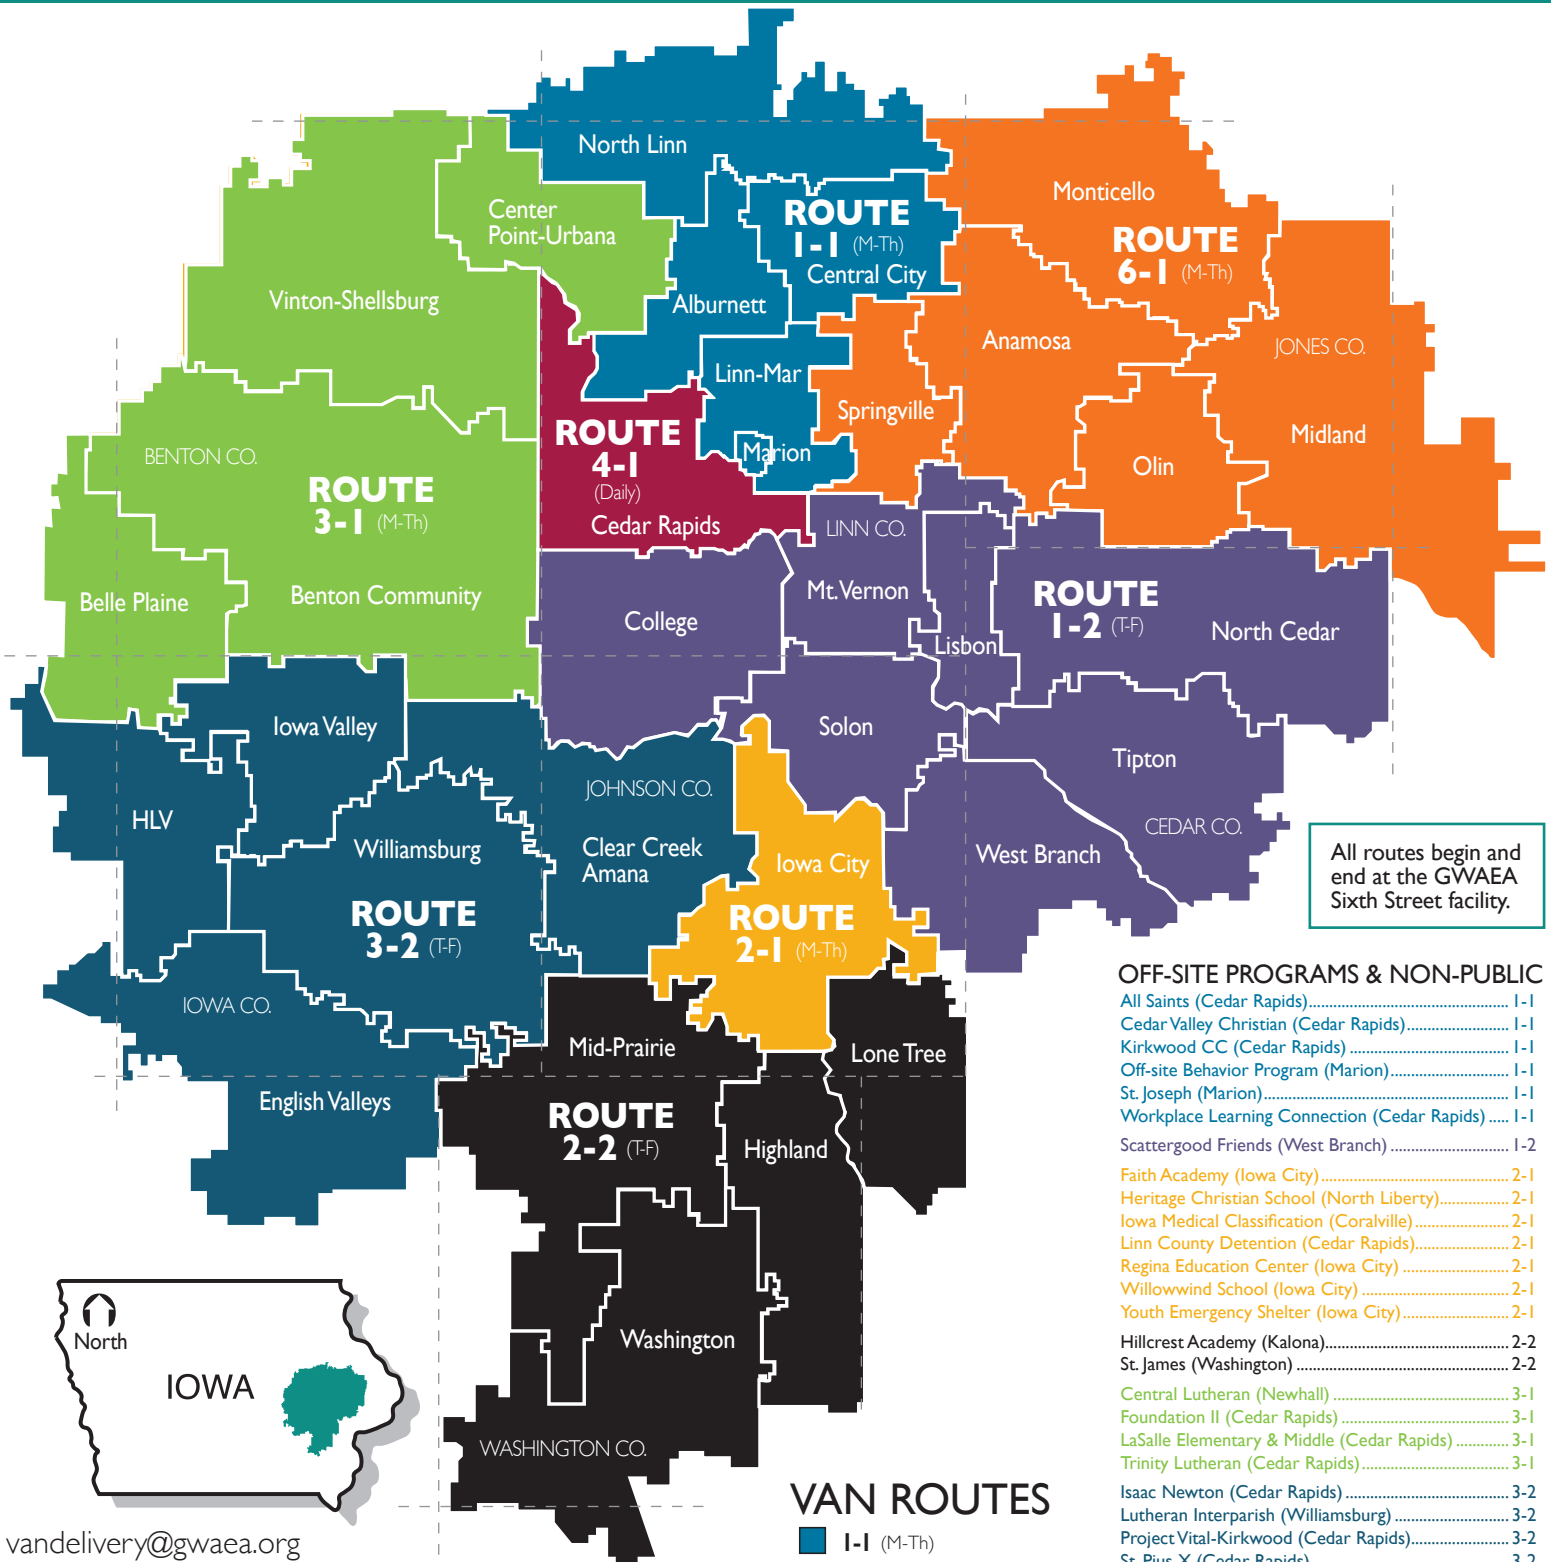 North Linn
Monticello
Center
Point-Urbana
ROUTE
1-1 (M-Th)
Central City
ROUTE
6-1 (M-Th)
Vinton-Shellsburg
Alburnett
Anamosa
JONES CO.
Linn-Mar
Springville
Midland
ROUTE
4-1
(Daily)
Cedar Rapids
Marion
Olin
BENTON CO.
ROUTE
3-1 (M-Th)
LINN CO.
Belle Plaine
Benton Community
College
Mt. Vernon
Lisbon
ROUTE
1-2 (T-F)
North Cedar
Iowa Valley
Solon
Tipton
JOHNSON CO.
HLV
Williamsburg
Clear Creek
Amana
Iowa City
West Branch
CEDAR CO.
All routes begin and
end at the GWAEA
Sixth Street facility.
ROUTE
3-2 (T-F)
ROUTE
2-1 (M-Th)
IOWA CO.
Mid-Prairie
Lone Tree
English Valleys
ROUTE
2-2 (T-F)
Highland
Washington
WASHINGTON CO.
North
IOWA
vandelivery@gwaea.org
VAN ROUTES
1-1 (M-Th)
OFF-SITE PROGRAMS & NON-PUBLIC
All Saints (Cedar Rapids) 1-1
Cedar Valley Christian (Cedar Rapids) 1-1
Kirkwood CC (Cedar Rapids) 1-1
Off-site Behavior Program (Marion) 1-1
St. Joseph (Marion) 1-1
Workplace Learning Connection (Cedar Rapids) 1-1
Scattergood Friends (West Branch) 1-2
Faith Academy (Iowa City) 2-1
Heritage Christian School (North Liberty) 2-1
Iowa Medical Classification (Coralville) 2-1
Linn County Detention (Cedar Rapids) 2-1
Regina Education Center (Iowa City) 2-1
Willowwind School (Iowa City) 2-1
Youth Emergency Shelter (Iowa City) 2-1
Hillcrest Academy (Kalona) 2-2
St. James (Washington) 2-2
Central Lutheran (Newhall) 3-1
Foundation II (Cedar Rapids) 3-1
LaSalle Elementary & Middle (Cedar Rapids) 3-1
Trinity Lutheran (Cedar Rapids) 3-1
Isaac Newton (Cedar Rapids) 3-2
Lutheran Interparish (Williamsburg) 3-2
Project Vital-Kirkwood (Cedar Rapids) 3-2
St. Pius X (Cedar Rapids) 3-2